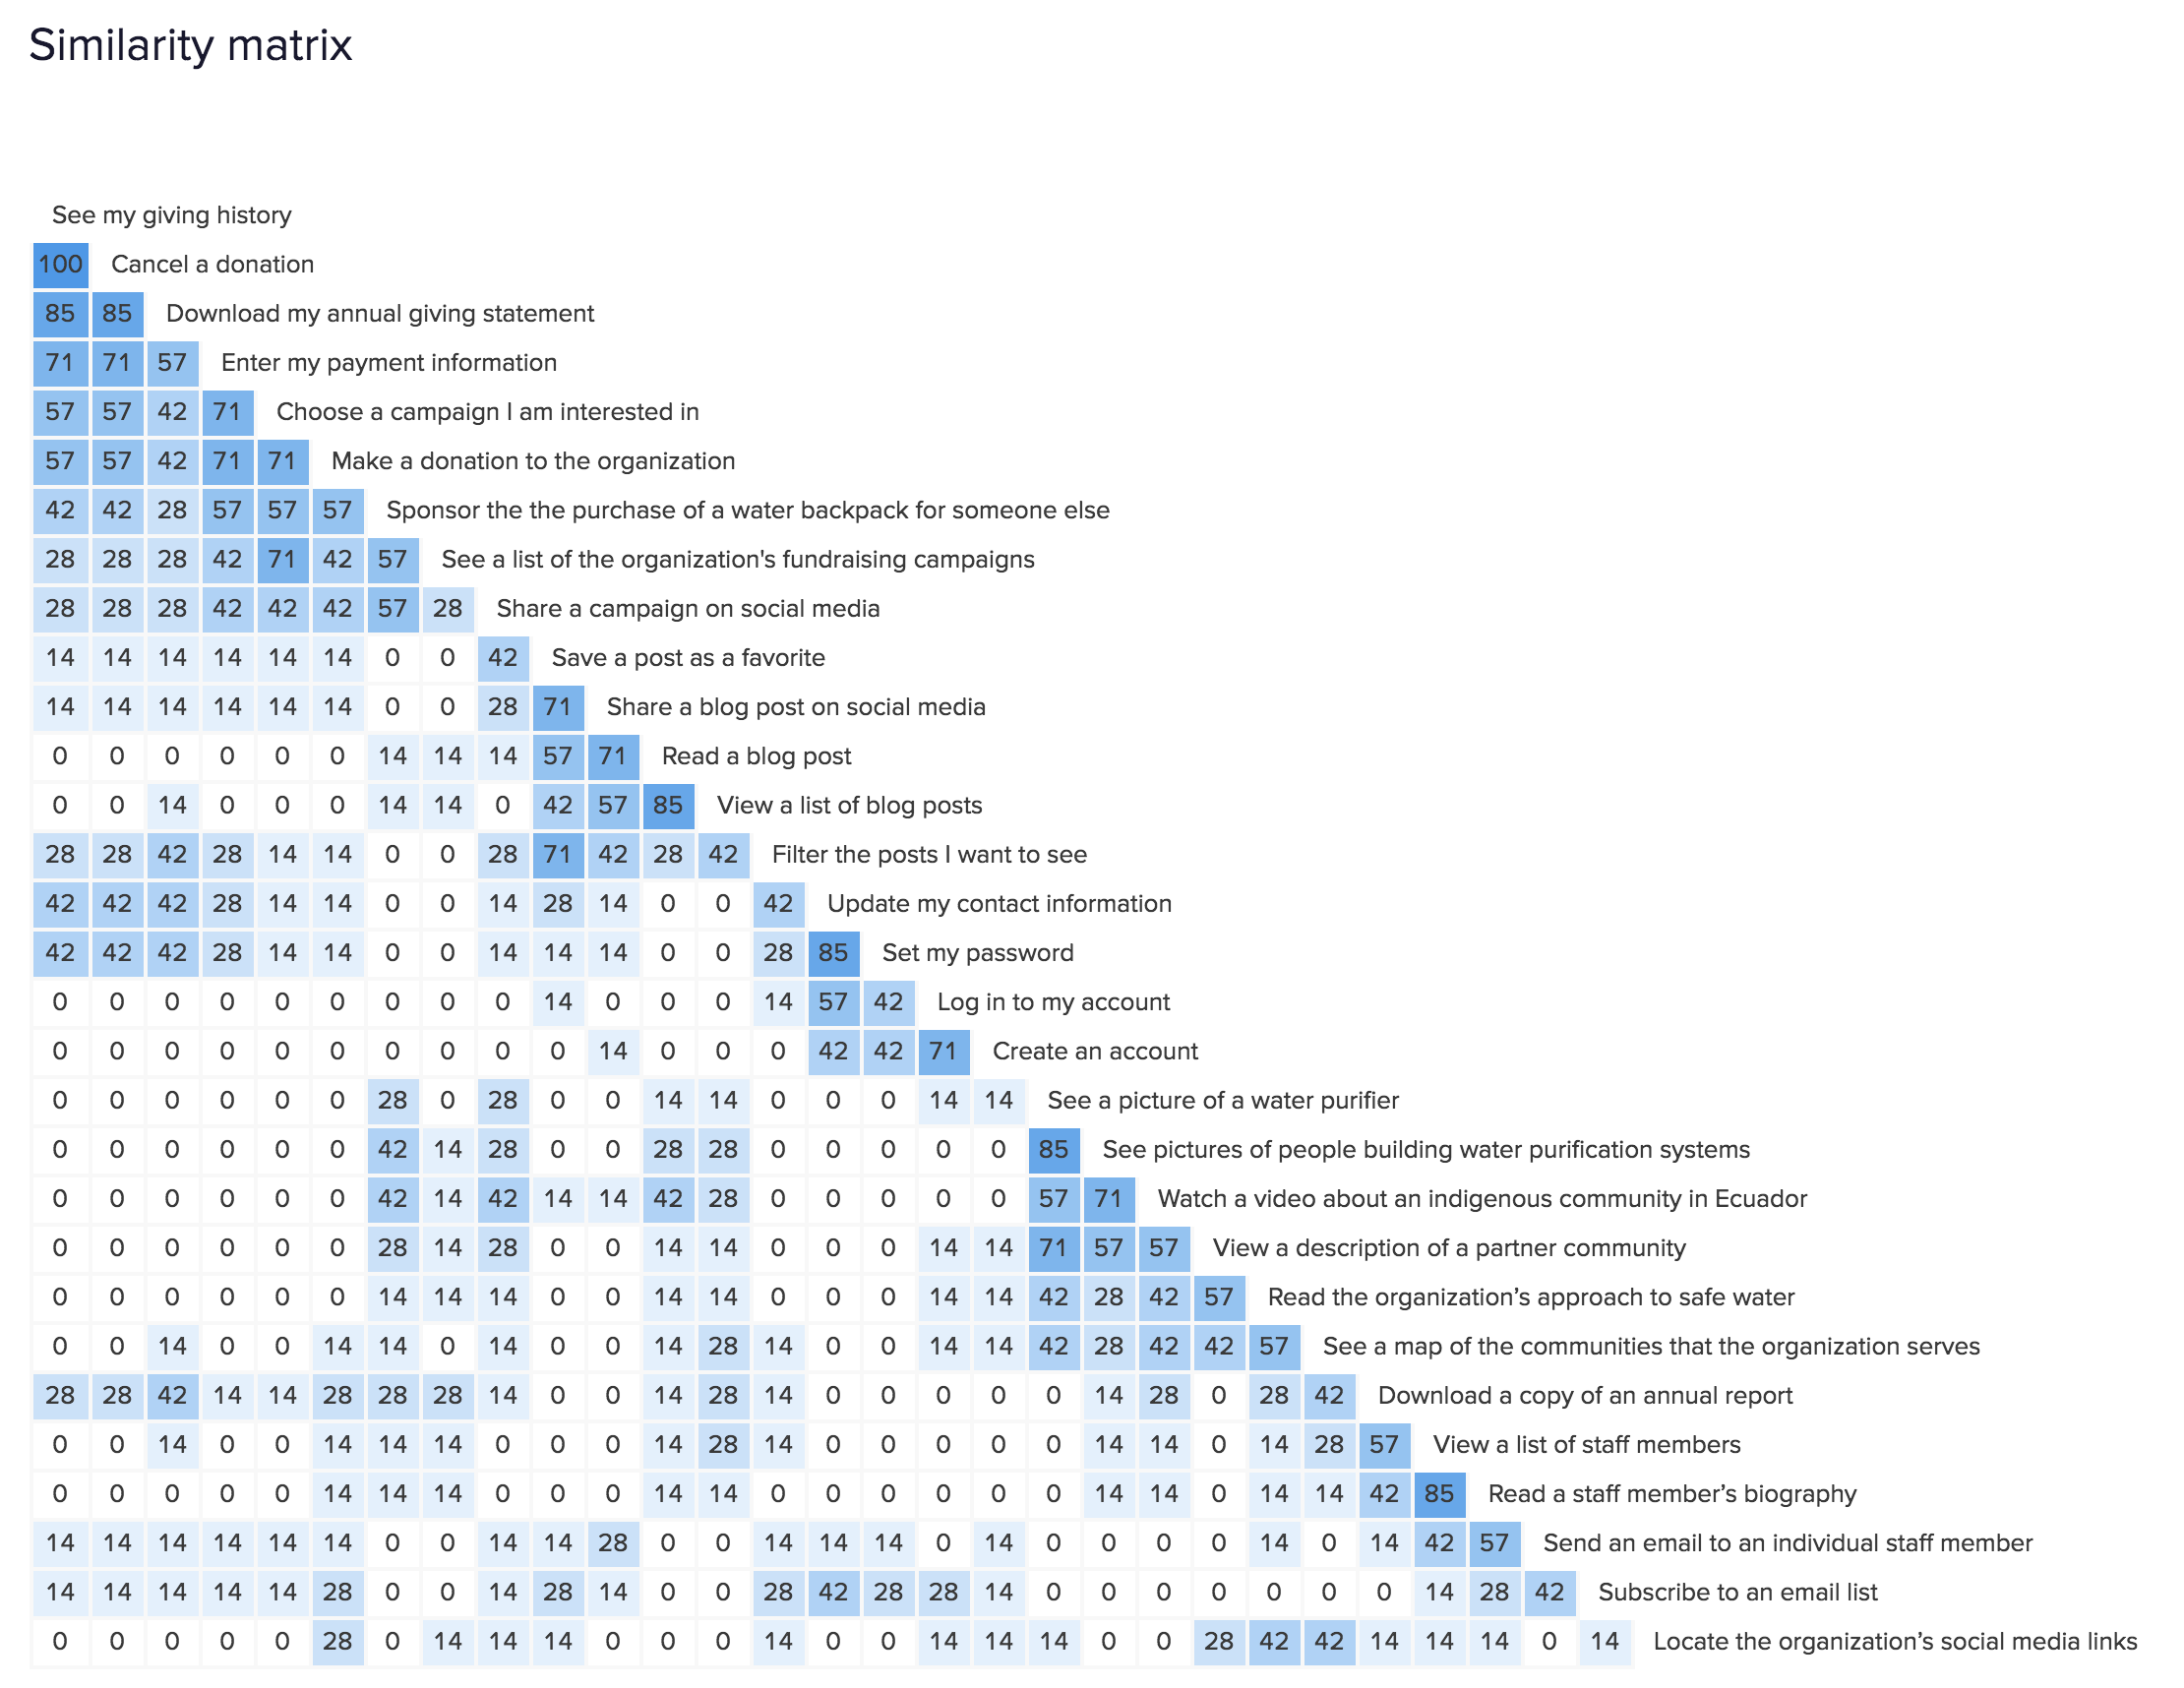 Similarity matrix
See my giving history
100 Cancel a donation
85 85 Download my annual giving statement
71 71 57 Enter my payment information
57 57 42 71 Choose a campaign I am interested in
57 57 42 71 71 Make a donation to the organization
42 42 28 57 57 57 Sponsor the the purchase of a water backpack for someone else
28 28 28 42 71 42 57 See a list of the organization's fundraising campaigns
28 28 28 42 42 42 57 28 Share a campaign on social media
14 14 14 14 14 14 0 0 42 Save a post as a favorite
14 14 14 14 14 14 0 0 28 71 Share a blog post on social media
0 0 0 0 0 0 14 14 14 57 71 Read a blog post
0 0 14 0 0 0 14 14 0 42 57 85 View a list of blog posts
28 28 42 28 14 14 0 0 28 71 42 28 42 Filter the posts I want to see
42 42 42 28 14 14 0 0 14 28 14 0 0 42 Update my contact information
42 42 42 28 14 14 0 0 14 14 14 0 0 28 85 Set my password
0 0 0 0 0 0 0 0 0 14 0 0 0 14 57 42 Log in to my account
0 0 0 0 0 0 0 0 0 0 14 0 0 0 42 42 71 Create an account
0 0 0 0 0 0 28 0 28 0 0 14 14 0 0 0 14 14 See a picture of a water purifier
0 0 0 0 0 0 42 14 28 0 0 28 28 0 0 0 0 0 85 See pictures of people building water purification systems
0 0 0 0 0 0 42 14 42 14 14 42 28 0 0 0 0 0 57 71 Watch a video about an indigenous community in Ecuador
0 0 0 0 0 0 28 14 28 0 0 14 14 0 0 0 14 14 71 57 57 View a description of a partner community
0 0 0 0 0 0 14 14 14 0 0 14 14 0 0 0 14 14 42 28 42 57 Read the organization’s approach to safe water
0 0 14 0 0 14 14 0 14 0 0 14 28 14 0 0 14 14 42 28 42 42 57 See a map of the communities that the organization serves
28 28 42 14 14 28 28 28 14 0 0 14 28 14 0 0 0 0 0 14 28 0 28 42 Download a copy of an annual report
0 0 14 0 0 14 14 14 0 0 0 14 28 14 0 0 0 0 0 14 14 0 14 28 57 View a list of staff members
0 0 0 0 0 14 14 14 0 0 0 14 14 0 0 0 0 0 0 14 14 0 14 14 42 85 Read a staff member’s biography
14 14 14 14 14 14 0 0 14 14 28 0 0 14 14 14 0 14 0 0 0 0 14 0 14 42 57 Send an email to an individual staff member
14 14 14 14 14 28 0 0 14 28 14 0 0 28 42 28 28 14 0 0 0 0 0 0 0 14 28 42 Subscribe to an email list
0 0 0 0 0 28 0 14 14 14 0 0 0 14 0 0 14 14 14 0 0 28 42 42 14 14 14 0 14 Locate the organization’s social media links